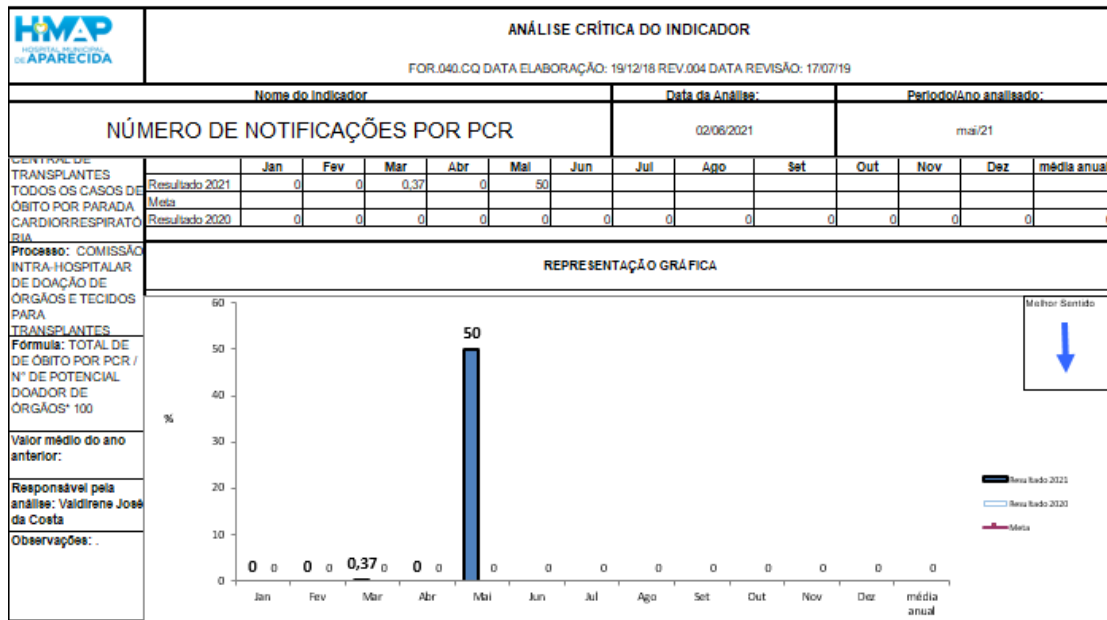 HMAP
HOSPITAL MUNICIPAL
DE APARECIDA
ANÁLISE CRÍTICA DO INDICADOR
FOR.040.CQ DATA ELABORAÇÃO: 19/12/18 REV.004 DATA REVISÃO: 17/07/19
Nome do Indicador
Data da Análise:
Período/Ano analisado:
NÚMERO DE NOTIFICAÇÕES POR PCR
02/06/2021
mai/21
CENTRAL DE
TRANSPLANTES
TODOS OS CASOS DE
ÓBITO POR PARADA
CARDIORRESPIRATÓ
RIA
Jan Fev Mar Abr Mai Jun Jul Ago Set Out Nov Dez média anual
Resultado 2021 0 0 0,37 0 50
Meta
Resultado 2020 0 0 0 0 0 0 0 0 0 0 0 0 0
Processo: COMISSÃO
INTRA-HOSPITALAR
DE DOAÇÃO DE
ÓRGÃOS E TECIDOS
PARA
TRANSPLANTES
Fórmula: TOTAL DE
DE ÓBITO POR PCR /
N° DE POTENCIAL
DOADOR DE
ÓRGÃOS* 100
Valor médio do ano
anterior:
Responsável pela
análise: Valdirene José
da Costa
Observações: .
REPRESENTAÇÃO GRÁFICA
Melhor Sentido
%
60
50
40
30
20
10
0
50
0 0 0 0 0,37 0 0 0 0 0 0 0 0 0 0 0 0
Jan Fev Mar Abr Mai Jun Jul Ago Set Out Nov Dez média
anual
Resultado 2021
Resultado 2020
Meta